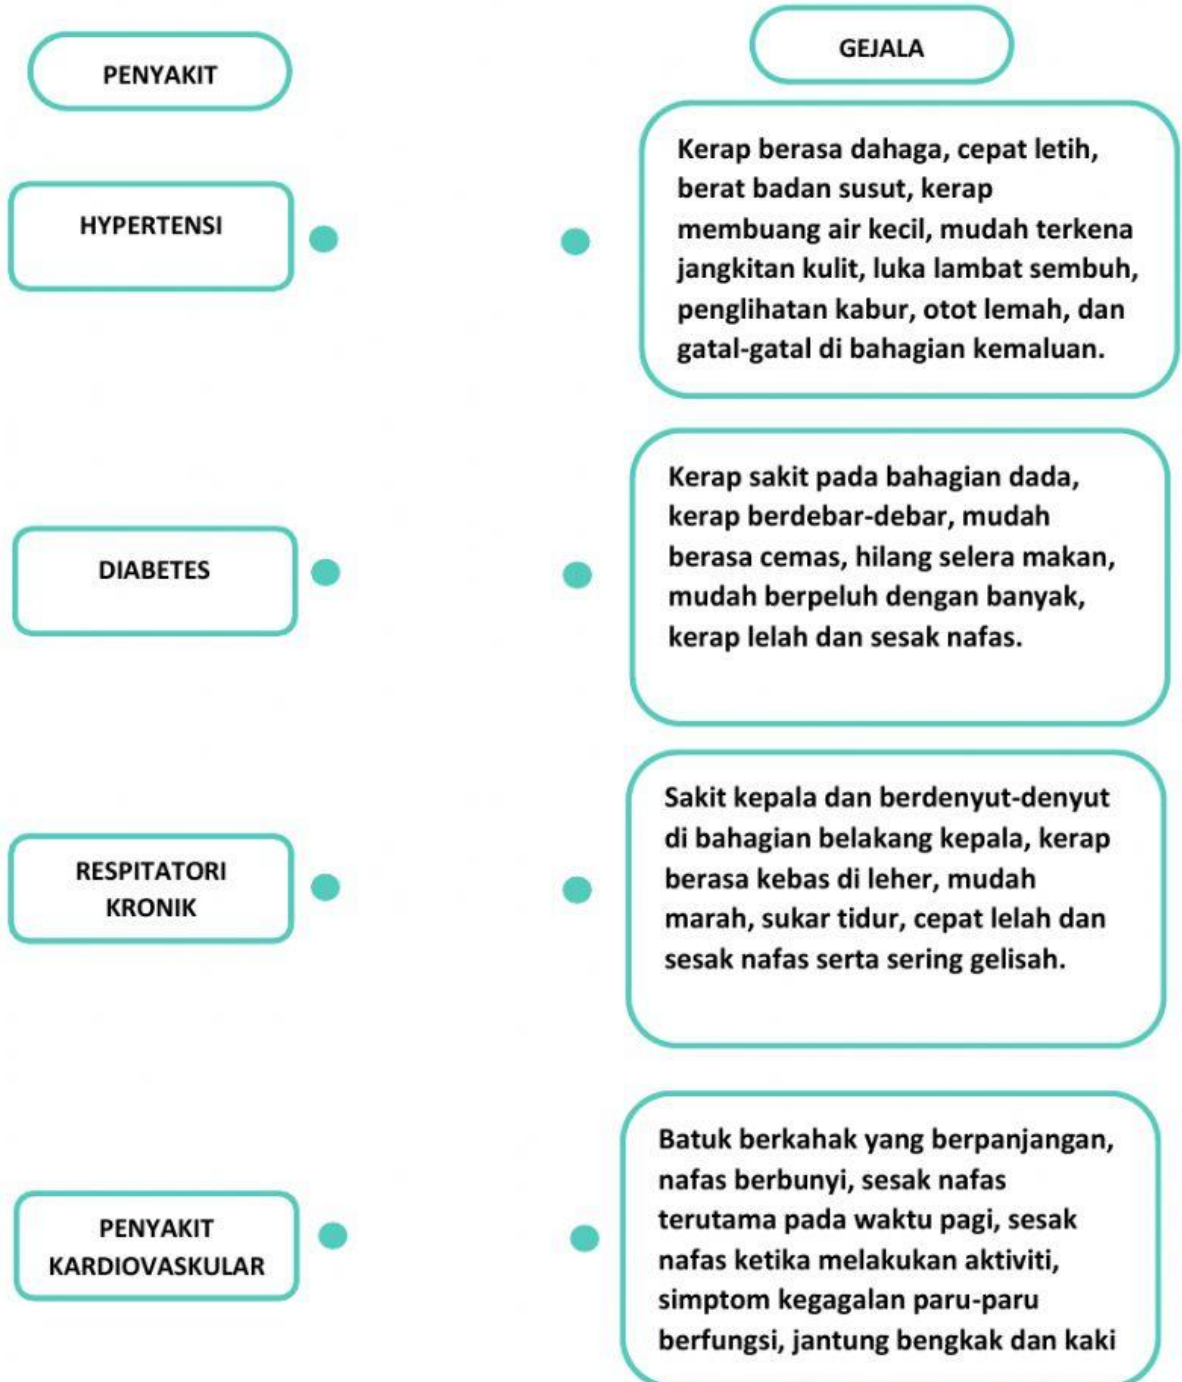 PENYAKIT
GEJALA
HYPERTENSI
Kerap berasa dahaga, cepat letih,
berat badan susut, kerap
membuang air kecil, mudah terkena
jangkitan kulit, luka lambat sembuh,
penglihatan kabur, otot lemah, dan
gatal-gatal di bahagian kemaluan.
DIABETES
Kerap sakit pada bahagian dada,
kerap berdebar-debar, mudah
berasa cemas, hilang selera makan,
mudah berpeluh dengan banyak,
kerap lelah dan sesak nafas.
RESPITATORI
KRONIK
Sakit kepala dan berdenyut-denyut
di bahagian belakang kepala, kerap
berasa kebas di leher, mudah
marah, sukar tidur, cepat lelah dan
sesak nafas serta sering gelisah.
PENYAKIT
KARDIOVASKULAR
Batuk berkahak yang berpanjangan,
nafas berbunyi, sesak nafas
terutama pada waktu pagi, sesak
nafas ketika melakukan aktiviti,
simptom kegagalan paru-paru
berfungsi, jantung bengkak dan kaki